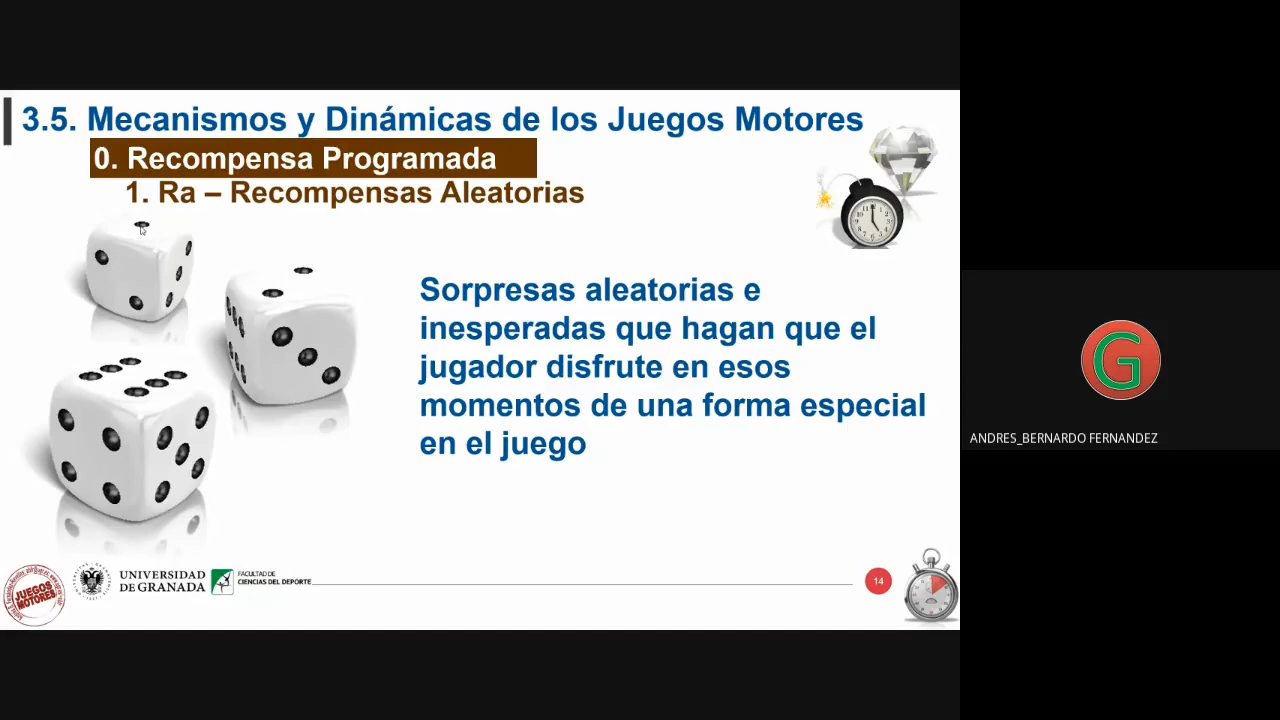 3.5. Mecanismos y Dinámicas de los Juegos Motores
0. Recompensa Programada
1. Ra – Recompensas Aleatorias
Sorpresas aleatorias e
inesperadas que hagan que el
jugador disfrute en esos
momentos de una forma especial
en el juego
G
ANDRES_BERNARDO FERNANDEZ
JUEGOS
MOTORES
UNIVERSIDAD
DE GRANADA
FACULTAD DE
CIENCIAS DEL DEPORTE
14